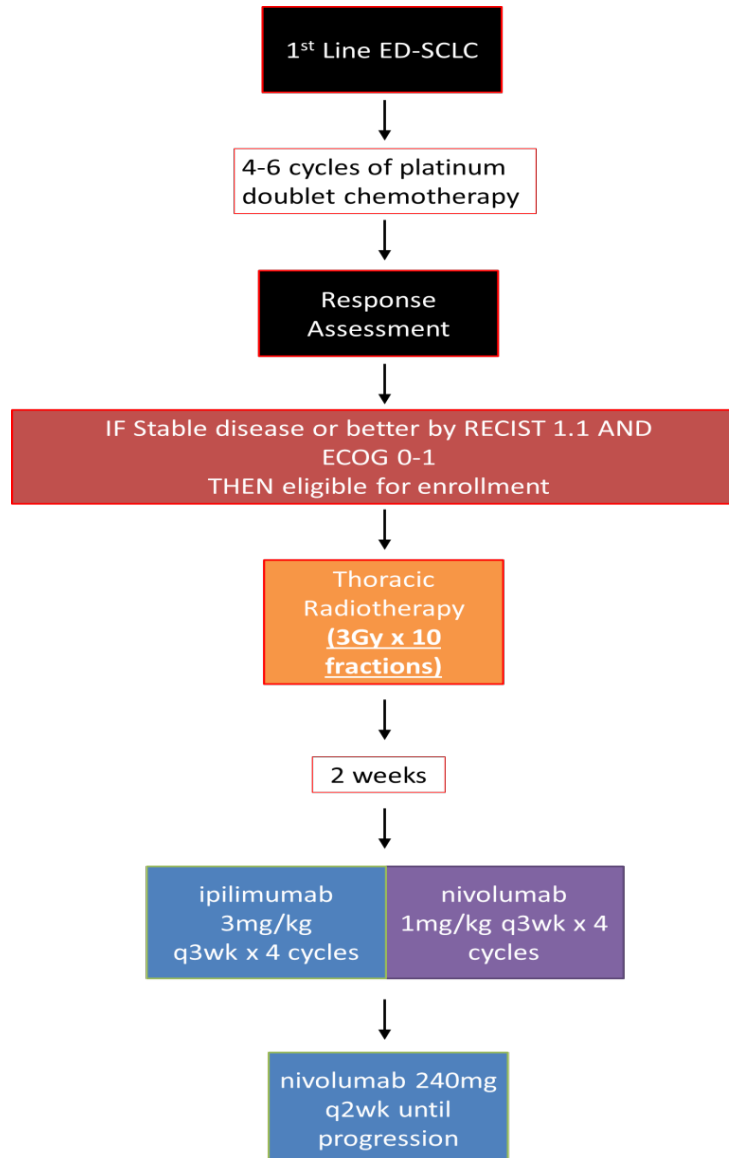 1st Line ED-SCLC
4-6 cycles of platinum
doublet chemotherapy
Response
Assessment
IF Stable disease or better by RECIST 1.1 AND
ECOG 0-1
THEN eligible for enrollment
Thoracic
Radiotherapy
(3Gy x 10
fractions)
2 weeks
ipilimumab
3mg/kg
q3wk x 4 cycles
nivolumab
1mg/kg q3wk x 4
cycles
nivolumab 240mg
q2wk until
progression